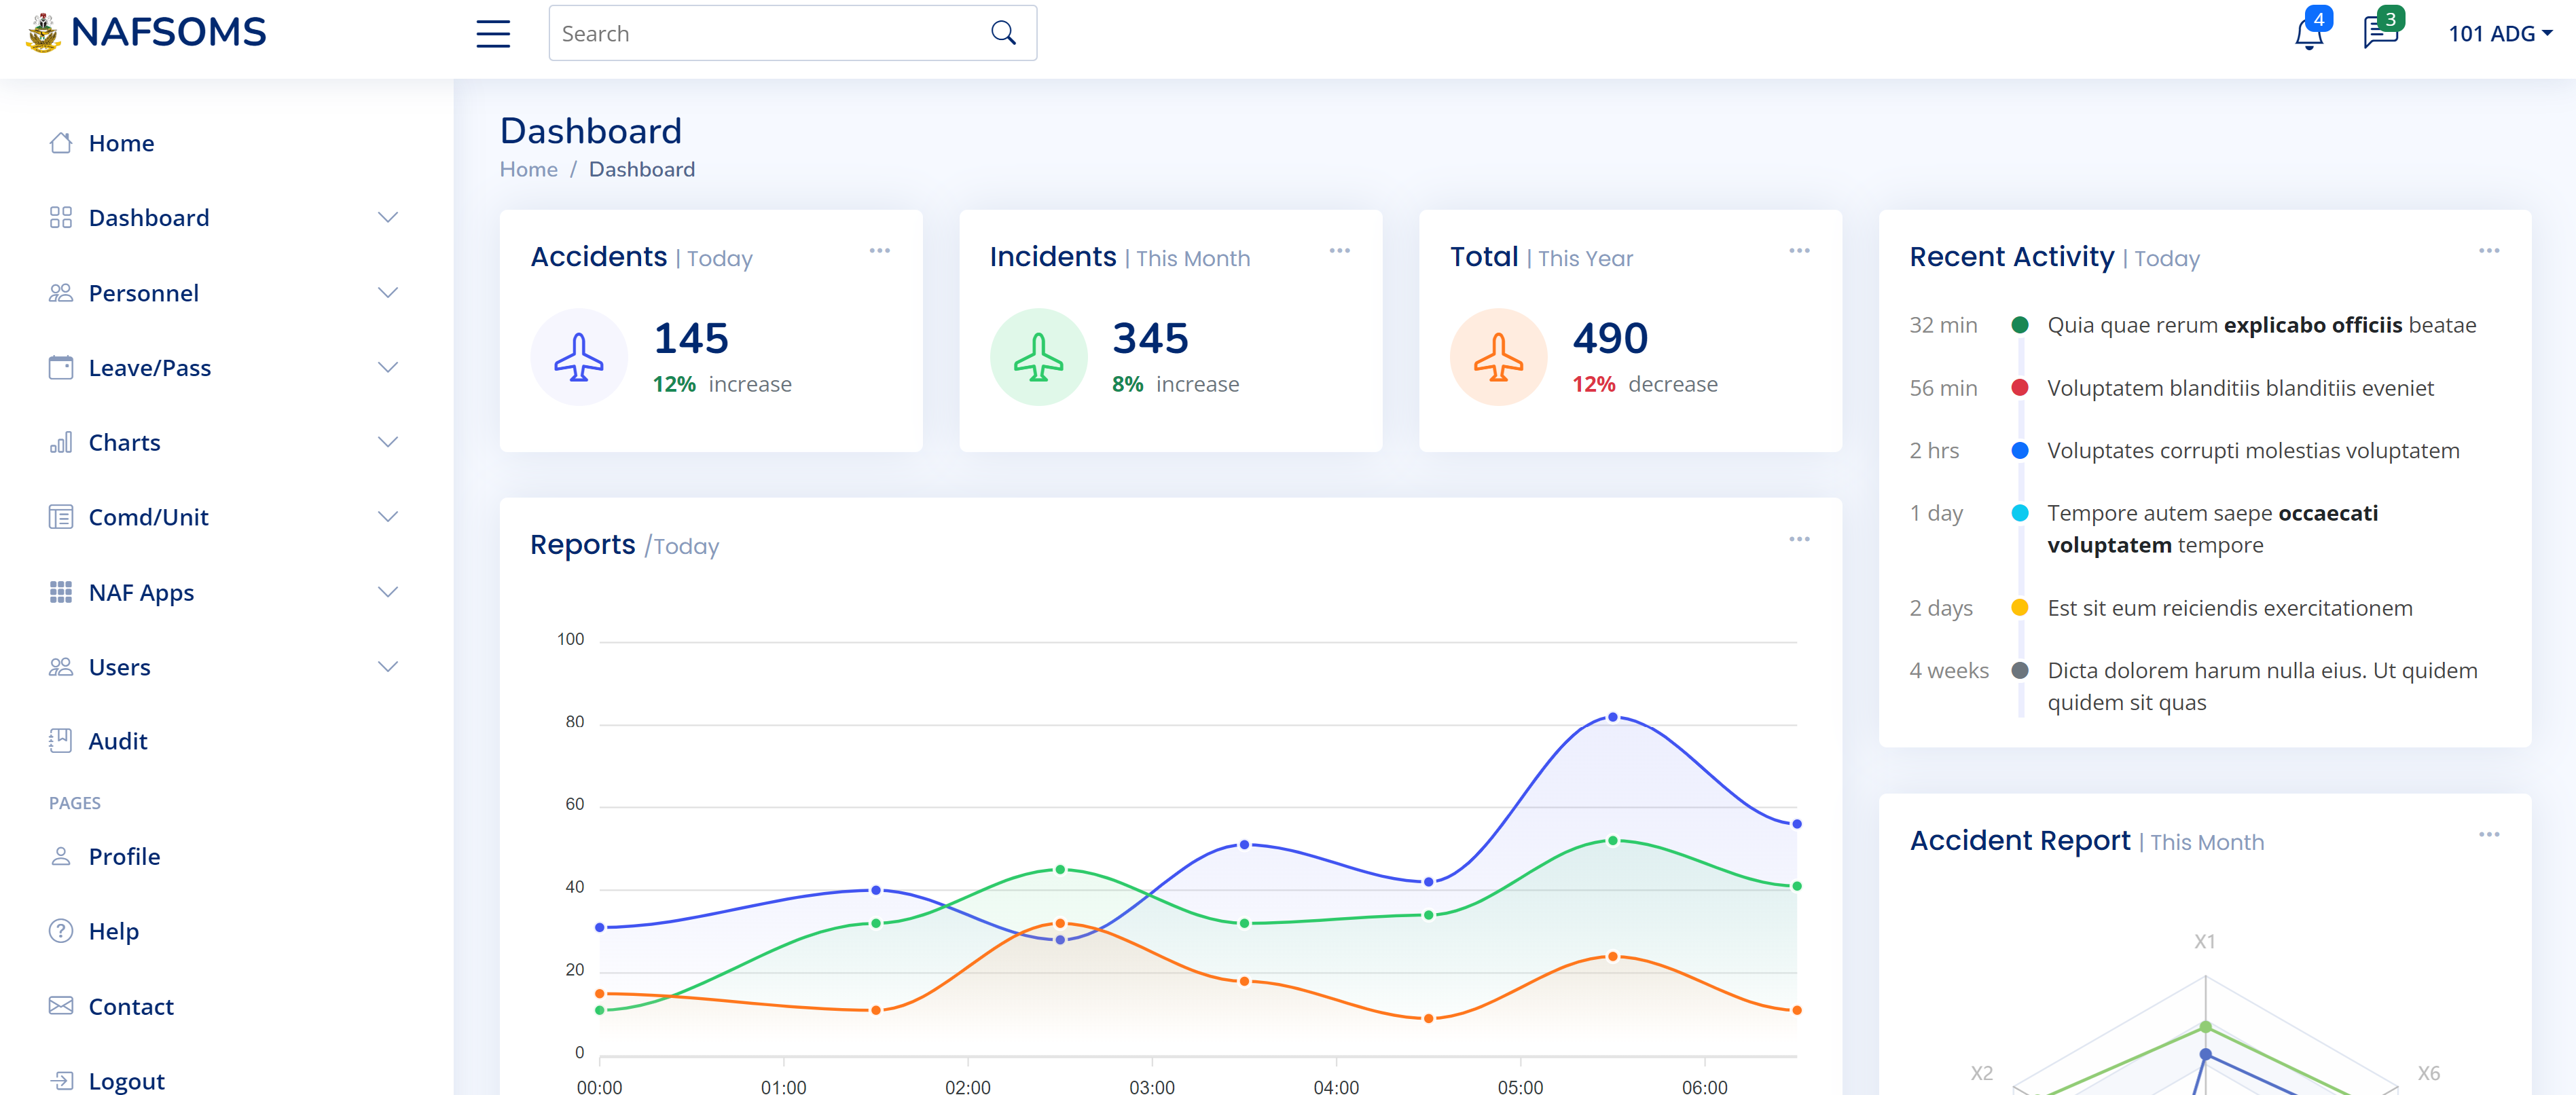 NAFSOMS
Search
4
3
101 ADG
Home
Dashboard
Personnel
Leave/Pass
Charts
Comd/Unit
NAF Apps
Users
Audit
PAGES
Profile
Help
Contact
Logout
Dashboard
Home / Dashboard
Accidents | Today
145
12% increase
Incidents | This Month
345
8% increase
Total | This Year
490
12% decrease
Reports /Today
100
80
60
40
20
0
00:00 01:00 02:00 03:00 04:00 05:00 06:00
Recent Activity | Today
32 min Quia quae rerum explicabo officiis beatae
56 min Voluptatem blanditiis blanditiis eveniet
2 hrs Voluptates corrupti molestias voluptatem
1 day Tempore autem saepe occaecati
voluptatem tempore
2 days Est sit eum reiciendis exercitationem
4 weeks Dicta dolorem harum nulla eius. Ut quidem
quidem sit quas
Accident Report | This Month
X1
X2 X6